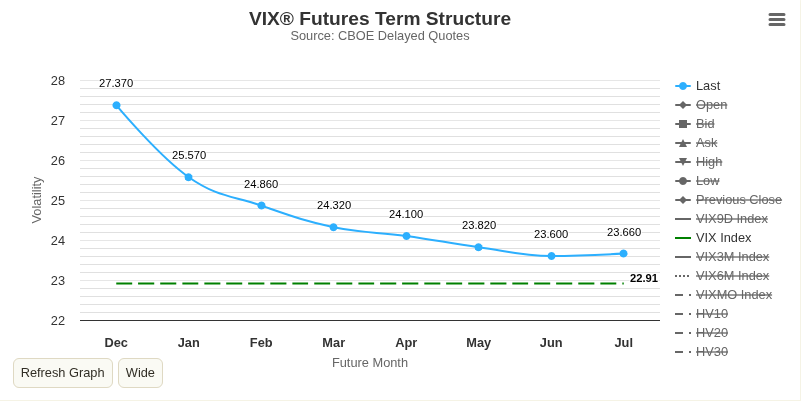 VIX® Futures Term Structure
Source: CBOE Delayed Quotes
28
27
26
25
24
23
22
Volatility
27.370
25.570
24.860
24.320
24.100
23.820
23.600
23.660
22.91
Dec Jan Feb Mar Apr May Jun Jul
Future Month
Last
Open
Bid
Ask
High
Low
Previous Close
VIX9D Index
VIX Index
VIX3M Index
VIX6M Index
VIXMO Index
HV10
HV20
HV30
Refresh Graph Wide